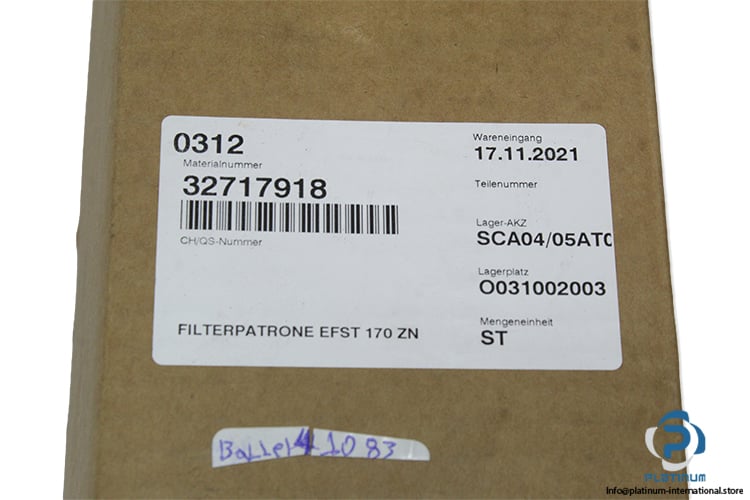 0312
Materialnummer
32717918
CH/QS-Nummer
FILTERPATRONE EFST 170 ZN
Wareneingang
17.11.2021
Teilenummer
Lager-AKZ
SCA04/05AT0
Lagerplatz
O031002003
Mengeneinheit
ST
1083
PLATINUM
Info@platinum-international.store